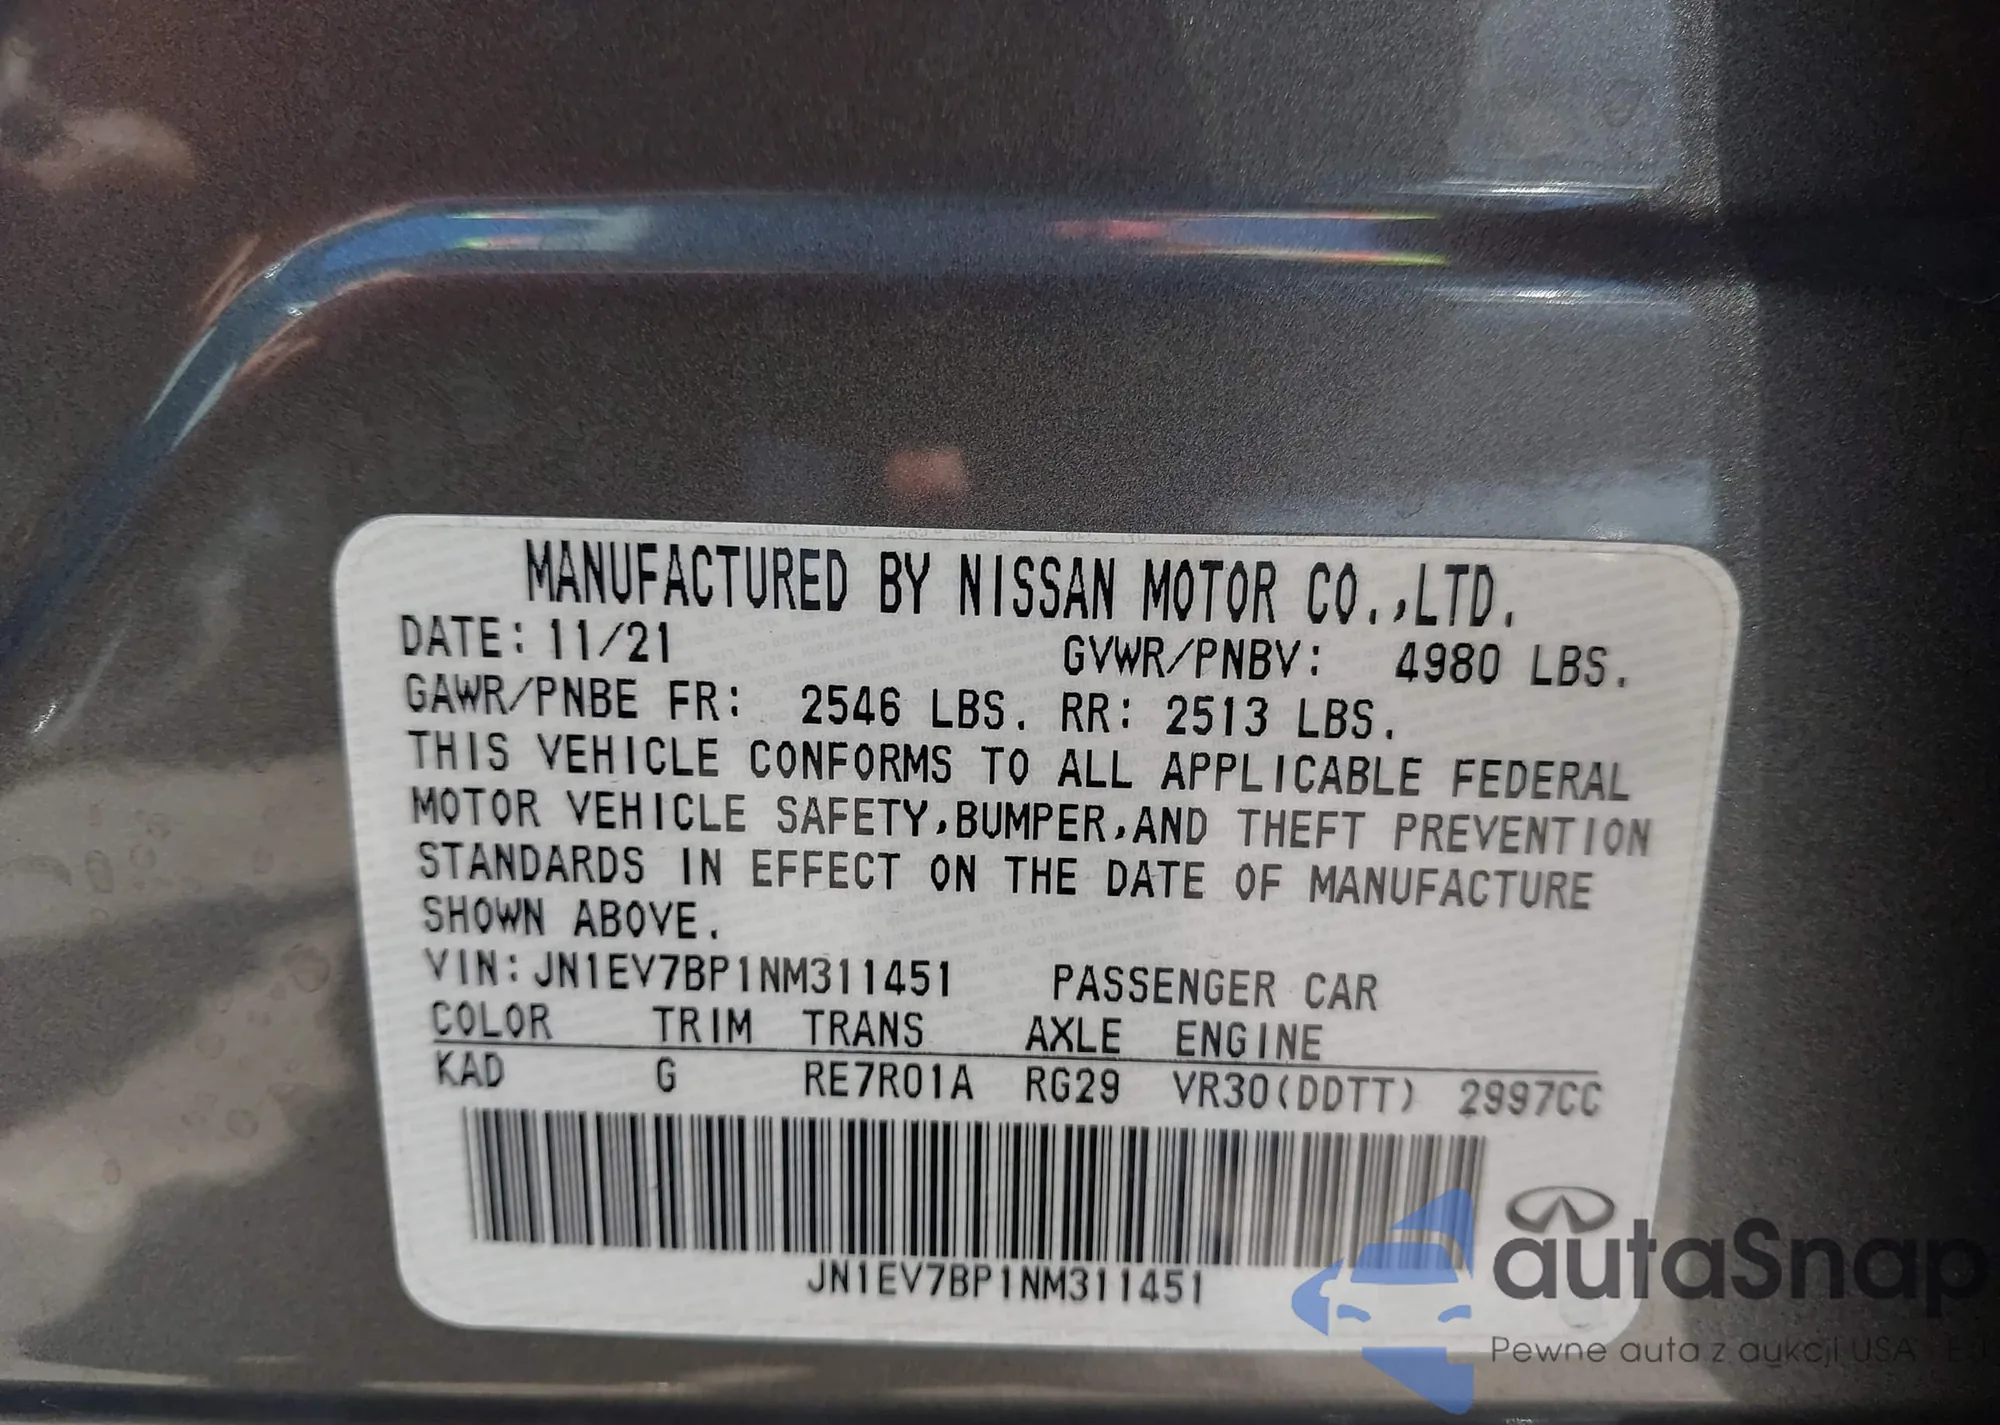 MANUFACTURED BY NISSAN MOTOR CO.,LTD.
DATE: 11/21 GVWR/PNBV: 4980 LBS.
GAWR/PNBE FR: 2546 LBS. RR: 2513 LBS.
THIS VEHICLE CONFORMS TO ALL APPLICABLE FEDERAL
MOTOR VEHICLE SAFETY,BUMPER,AND THEFT PREVENTION
STANDARDS IN EFFECT ON THE DATE OF MANUFACTURE
SHOWN ABOVE.
VIN:JN1EV7BP1NM311451 PASSENGER CAR
COLOR TRIM TRANS AXLE ENGINE
KAD G RE7R01A RG29 VR30(DDTT) 2997CC
JN1EV7BP1NM311451
autaSnap
Pewne auta z aukcji USA